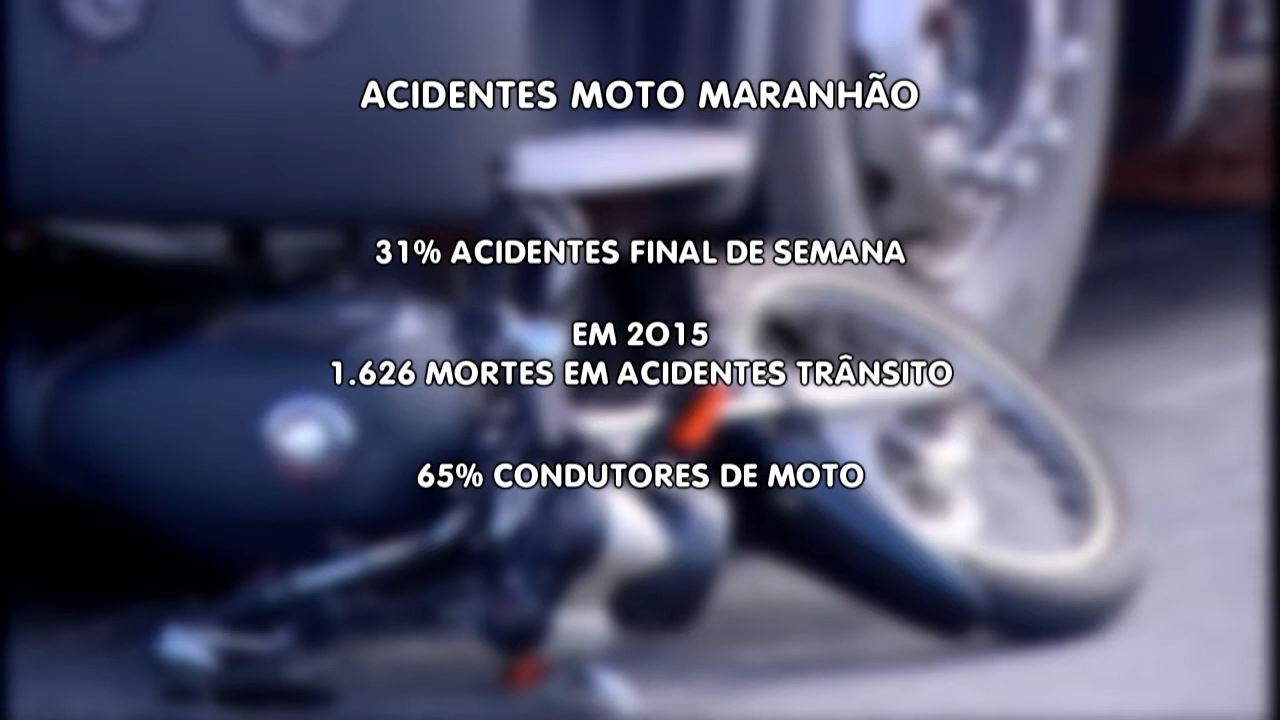 ACIDENTES MOTO MARANHÃO
31% ACIDENTES FINAL DE SEMANA
EM 2015
1.626 MORTES EM ACIDENTES TRÂNSITO
65% CONDUTORES DE MOTO